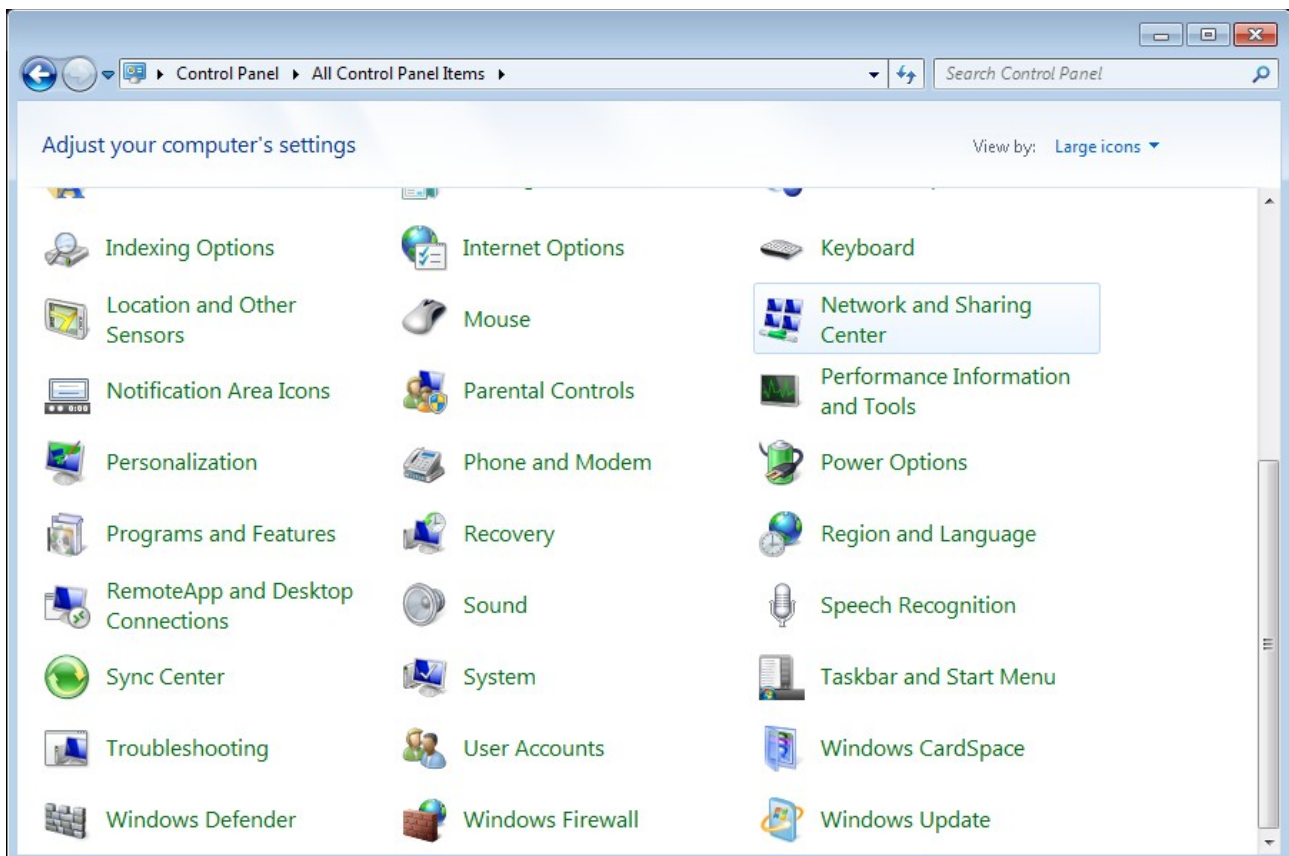 Control Panel ▸ All Control Panel Items ▸
Search Control Panel
Adjust your computer's settings
View by: Large icons
Indexing Options
Internet Options
Keyboard
Location and Other
Sensors
Mouse
Network and Sharing
Center
Notification Area Icons
Parental Controls
Performance Information
and Tools
Personalization
Phone and Modem
Power Options
Programs and Features
Recovery
Region and Language
RemoteApp and Desktop
Connections
Sound
Speech Recognition
Sync Center
System
Taskbar and Start Menu
Troubleshooting
User Accounts
Windows CardSpace
Windows Defender
Windows Firewall
Windows Update